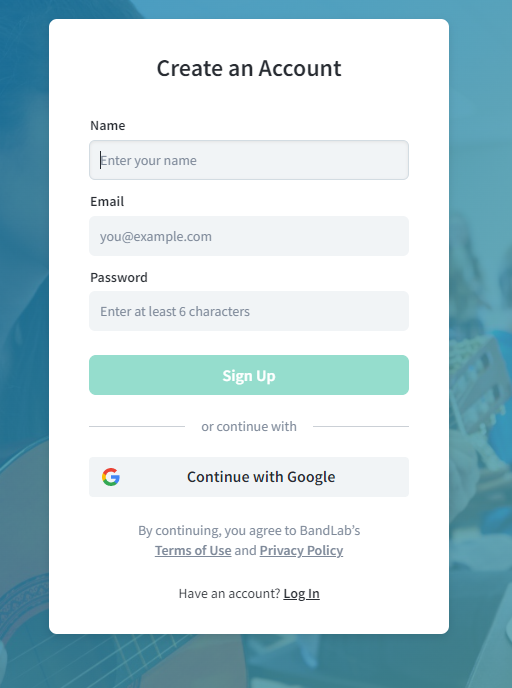 Create an Account
Name
Enter your name
Email
you@example.com
Password
Enter at least 6 characters
Sign Up
or continue with
Continue with Google
By continuing, you agree to BandLab’s
Terms of Use and Privacy Policy
Have an account? Log In